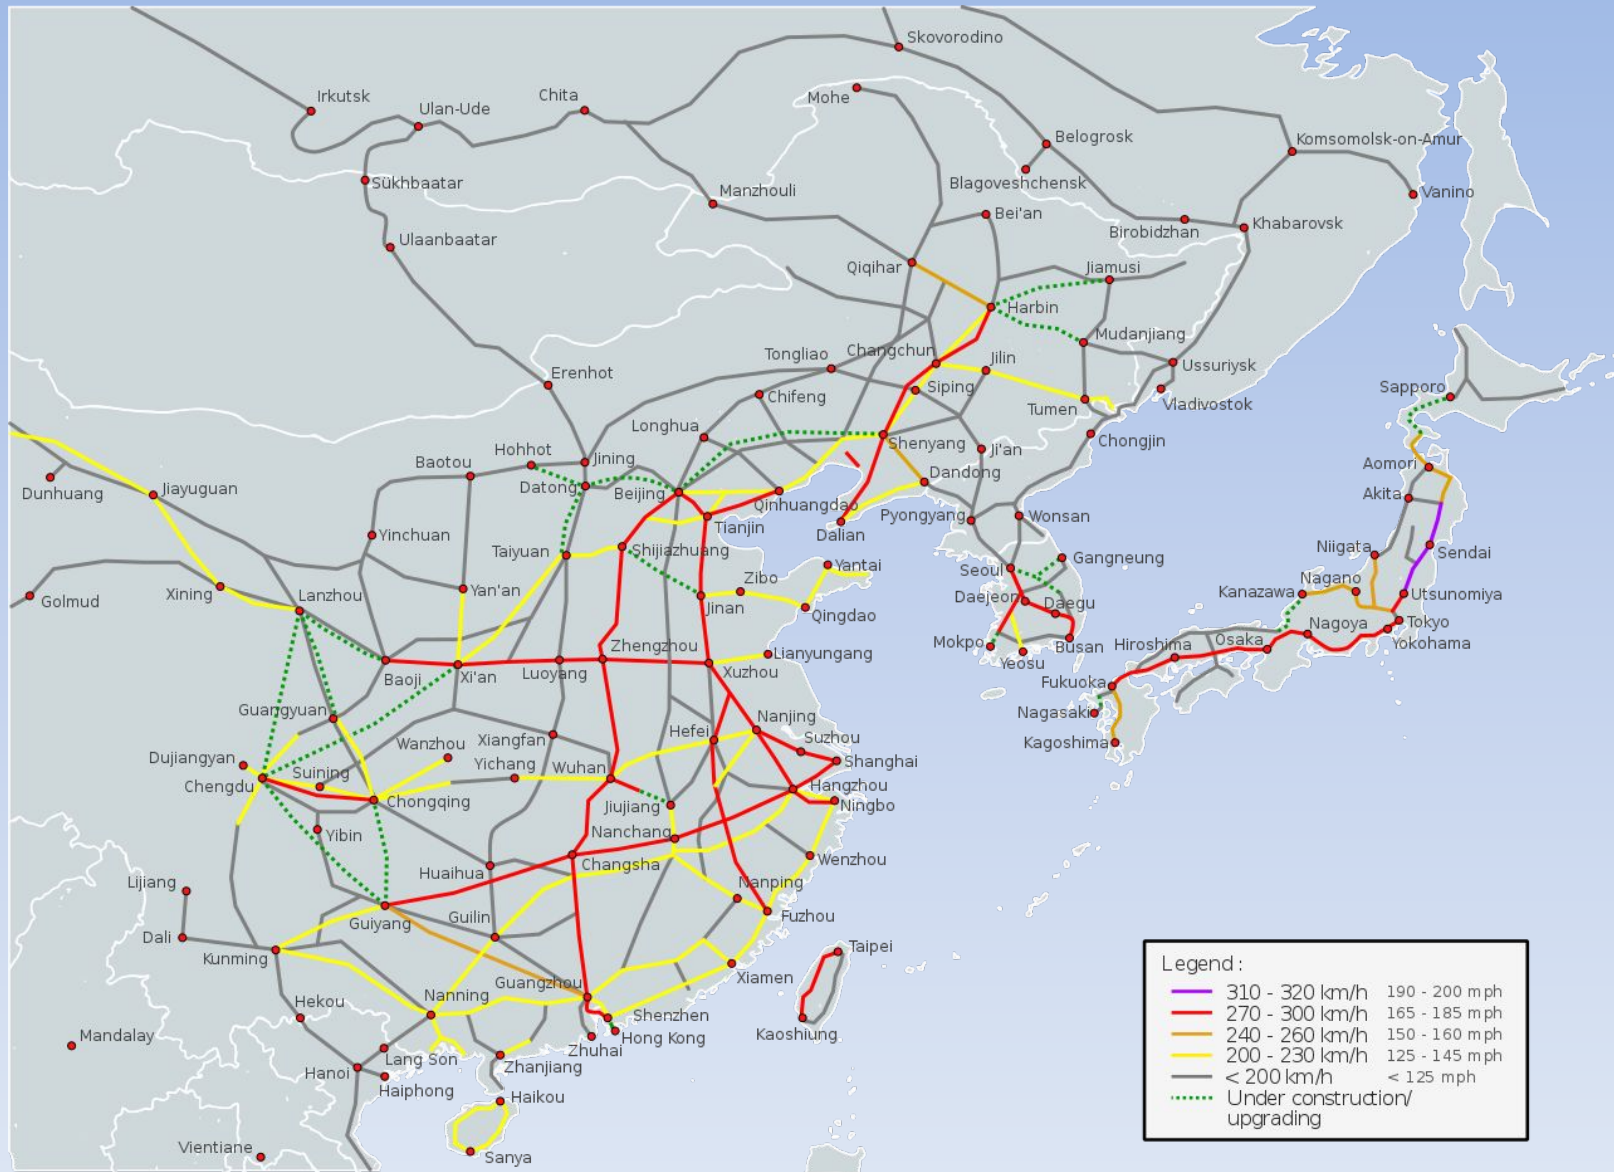 Skovorodino
Irkutsk
Ulan-Ude
Chita
Mohe
Belogrosk
Komsomolsk-on-Amur
Sükhbaatar
Manzhouli
Blagoveshchensk
Vanino
Bei'an
Birobidzhan
Khabarovsk
Ulaanbaatar
Qiqihar
Jiamusi
Harbin
Mudanjiang
Tongliao
Changchun
Jilin
Ussuriysk
Erenhot
Siping
Sapporo
Chifeng
Tumen
Vladivostok
Longhua
Shenyang
Chongjin
Hohhot
Jining
Ji'an
Baotou
Dandong
Aomori
Dunhuang
Jiayuguan
Datong
Beijing
Akita
Qinhuangdao
Pyongyang
Wonsan
Tianjin
Dalian
Yinchuan
Taiyuan
Shijiazhuang
Niigata
Sendai
Gangneung
Yantai
Seoul
Zibo
Nagano
Xining
Lanzhou
Yan'an
Kanazawa
Utsunomiya
Golmud
Daejeon
Daegu
Jinan
Qingdao
Nagoya
Tokyo
Zhengzhou
Mokpo
Busan
Hiroshima
Osaka
Yokohama
Lianyungang
Yeosu
Baoji
Xi'an
Luoyang
Xuzhou
Fukuoka
Guangyuan
Nanjing
Nagasaki
Wanzhou
Xiangfan
Hefei
Suzhou
Kagoshima
Dujiangyan
Suining
Yichang
Wuhan
Shanghai
Chengdu
Hangzhou
Chongqing
Jiujiang
Ningbo
Yibin
Nanchang
Huaihua
Changsha
Wenzhou
Lijiang
Nanping
Guiyang
Guilin
Fuzhou
Dali
Kunming
Taipei
Guangzhou
Xiamen
Nanning
Hekou
Shenzhen
Kaoshiung
Mandalay
Hong Kong
Zhuhai
Lang Son
Zhanjiang
Hanoi
Haiphong
Haikou
Vientiane
Sanya
Legend :
310 - 320 km/h 190 - 200 mph
270 - 300 km/h 165 - 185 mph
240 - 260 km/h 150 - 160 mph
200 - 230 km/h 125 - 145 mph
< 200 km/h < 125 mph
Under construction/
upgrading